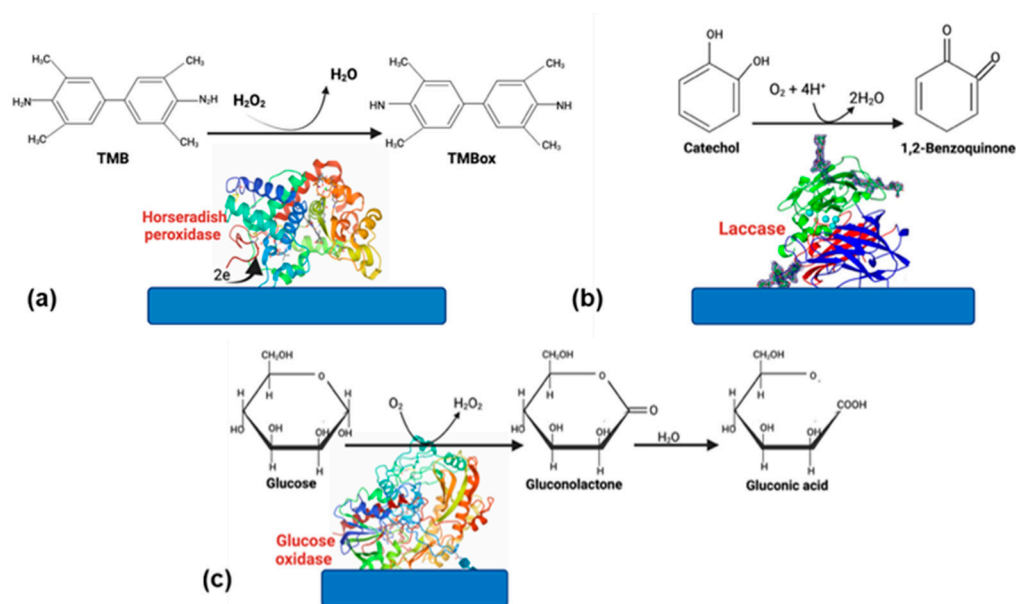 H₃C
CH₃
H₂N
N₂H
H₃C
CH₃
TMB
H₂O₂
H₂O
H₃C
CH₃
HN
NH
H₃C
CH₃
TMBox
Horseradish
peroxidase
2e
(a)
OH
OH
Catechol
O₂ + 4H⁺
2H₂O
O
O
1,2-Benzoquinone
Laccase
(b)
CH₂OH
O
H
H
H
HO
OH
OH
OH
H
H
Glucose
O₂
H₂O₂
CH₂OH
O
H
H
O
HO
OH
OH
H
H
Gluconolactone
H₂O
CH₂OH
O
H
H
COOH
HO
OH
OH
H
H
Gluconic acid
Glucose
oxidase
(c)